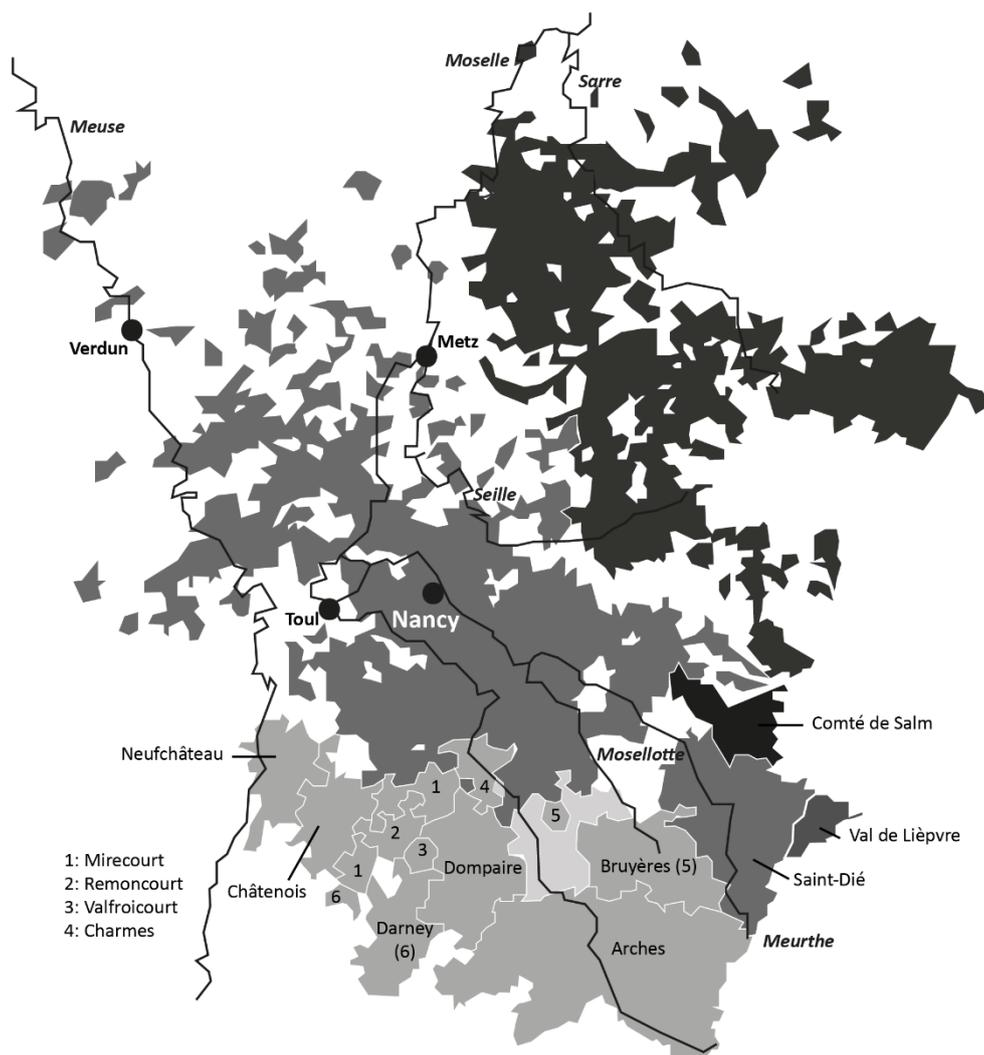 Moselle
Sarre
Meuse
Verdun
Metz
Seille
Toul
Nancy
Comté de Salm
Mosellotte
Neufchâteau
1
4
5
2
3
Val de Lièpvre
1: Mirecourt
2: Remoncourt
3: Valfroicourt
4: Charmes
Dompaire
Bruyères (5)
1
Saint-Dié
Châtenois
6
Darney
(6)
Arches
Meurthe